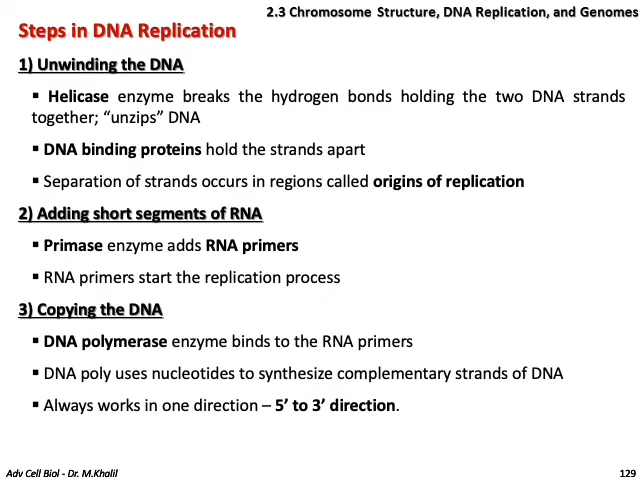 2.3 Chromosome Structure, DNA Replication, and Genomes
Steps in DNA Replication
1) Unwinding the DNA
▪ Helicase enzyme breaks the hydrogen bonds holding the two DNA strands
together; “unzips” DNA
▪ DNA binding proteins hold the strands apart
▪ Separation of strands occurs in regions called origins of replication
2) Adding short segments of RNA
▪ Primase enzyme adds RNA primers
▪ RNA primers start the replication process
3) Copying the DNA
▪ DNA polymerase enzyme binds to the RNA primers
▪ DNA poly uses nucleotides to synthesize complementary strands of DNA
▪ Always works in one direction – 5’ to 3’ direction.
Adv Cell Biol - Dr. M.Khalil
129